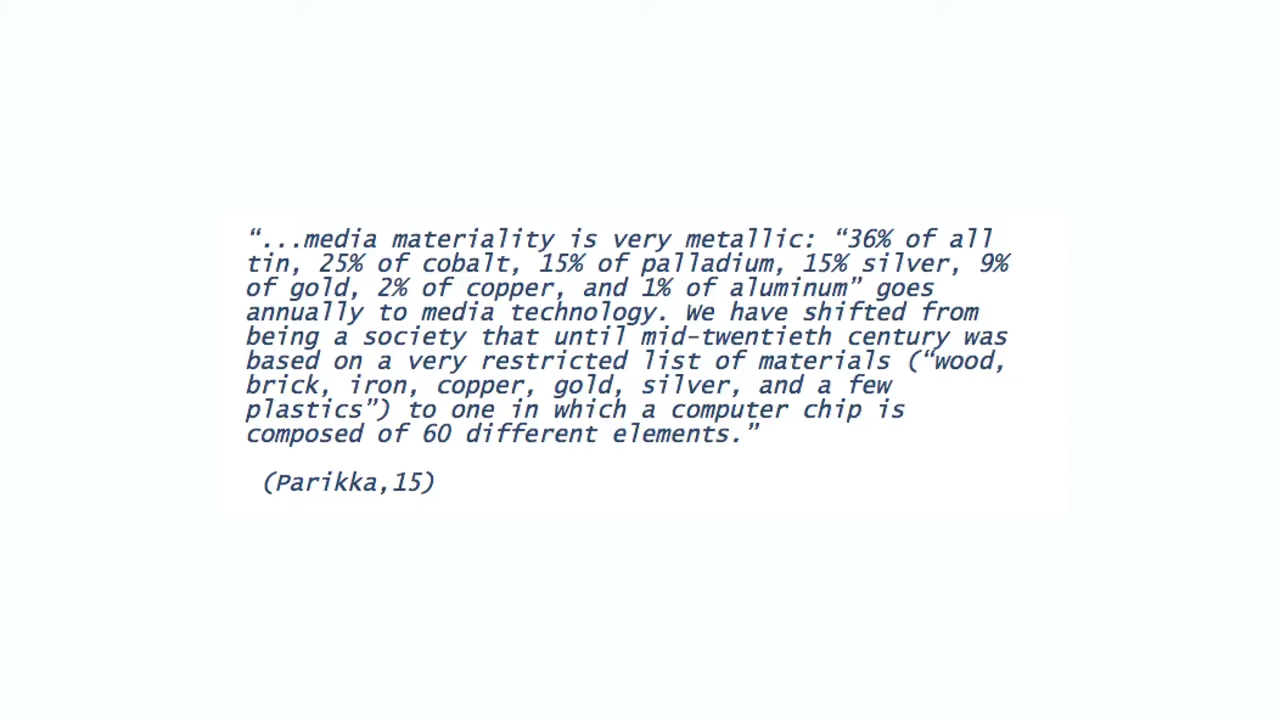 “...media materiality is very metallic: “36% of all
tin, 25% of cobalt, 15% of palladium, 15% silver, 9%
of gold, 2% of copper, and 1% of aluminum” goes
annually to media technology. We have shifted from
being a society that until mid-twentieth century was
based on a very restricted list of materials (“wood,
brick, iron, copper, gold, silver, and a few
plastics”) to one in which a computer chip is
composed of 60 different elements.”
(Parikka,15)